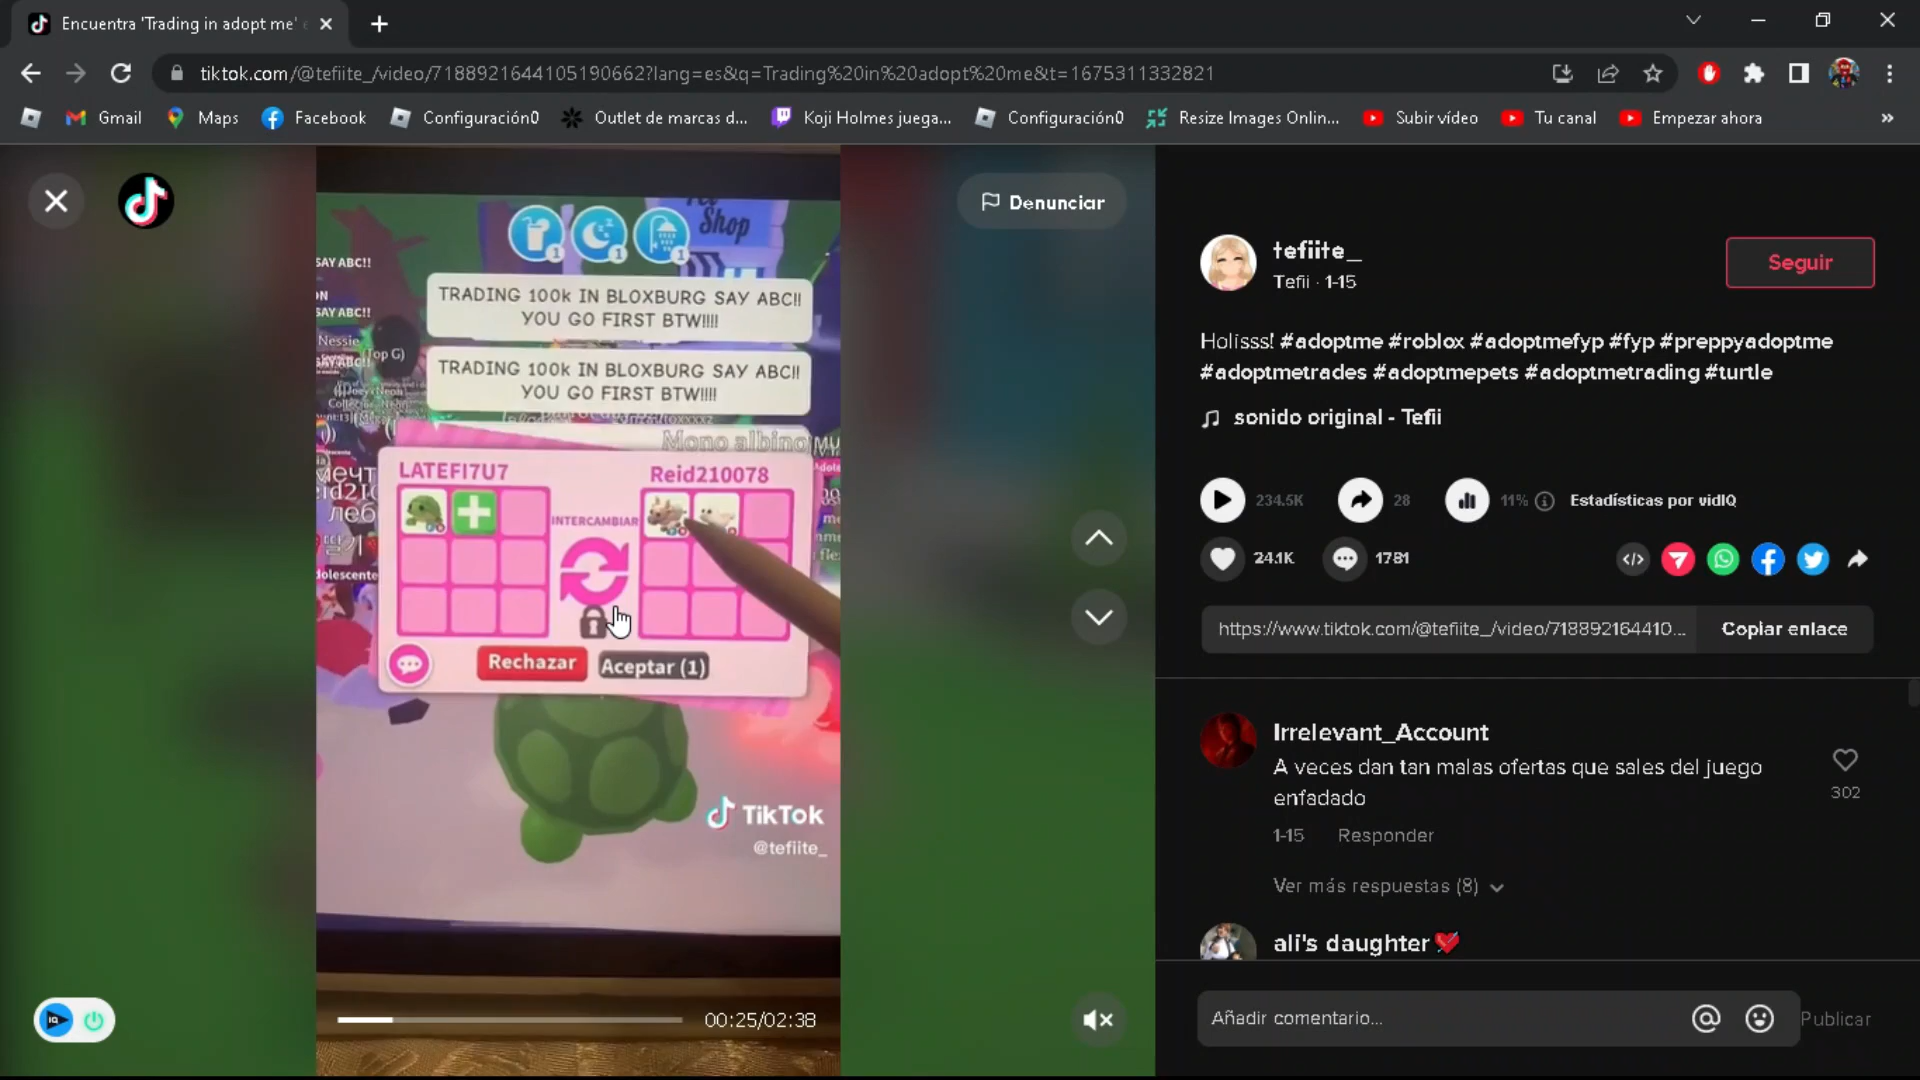 Encuentra 'Trading in adopt me'
tiktok.com/@tefiite_/video/7188921644105190662?lang=es&q=Trading%20in%20adopt%20me&t=1675311332821
Gmail
Maps
Facebook
Configuración0
Outlet de marcas d...
Koji Holmes juega...
Configuración0
Resize Images Onlin...
Subir vídeo
Tu canal
Empezar ahora
»
Denunciar
Shop
1
1
1
SAY ABC!!
SAY ABC!!
TRADING 100k IN BLOXBURG SAY ABC!!
YOU GO FIRST BTW!!!!
TRADING 100k IN BLOXBURG SAY ABC!!
YOU GO FIRST BTW!!!!
Nessie
(Top G)
Mono albino
LATEFI7U7
Reid210078
INTERCAMBIAR
Rechazar
Aceptar (1)
TikTok
@tefiite_
00:25/02:38
tefiite_
Tefii · 1-15
Seguir
Holisss! #adoptme #roblox #adoptmefyp #fyp #preppyadoptme
#adoptmetrades #adoptmepets #adoptmetrading #turtle
sonido original - Tefii
234.5K
28
11%
Estadísticas por vidIQ
24.1K
1781
https://www.tiktok.com/@tefiite_/video/718892164410...
Copiar enlace
Irrelevant_Account
A veces dan tan malas ofertas que sales del juego
enfadado
302
1-15
Responder
Ver más respuestas (8)
ali's daughter
Añadir comentario...
Publicar